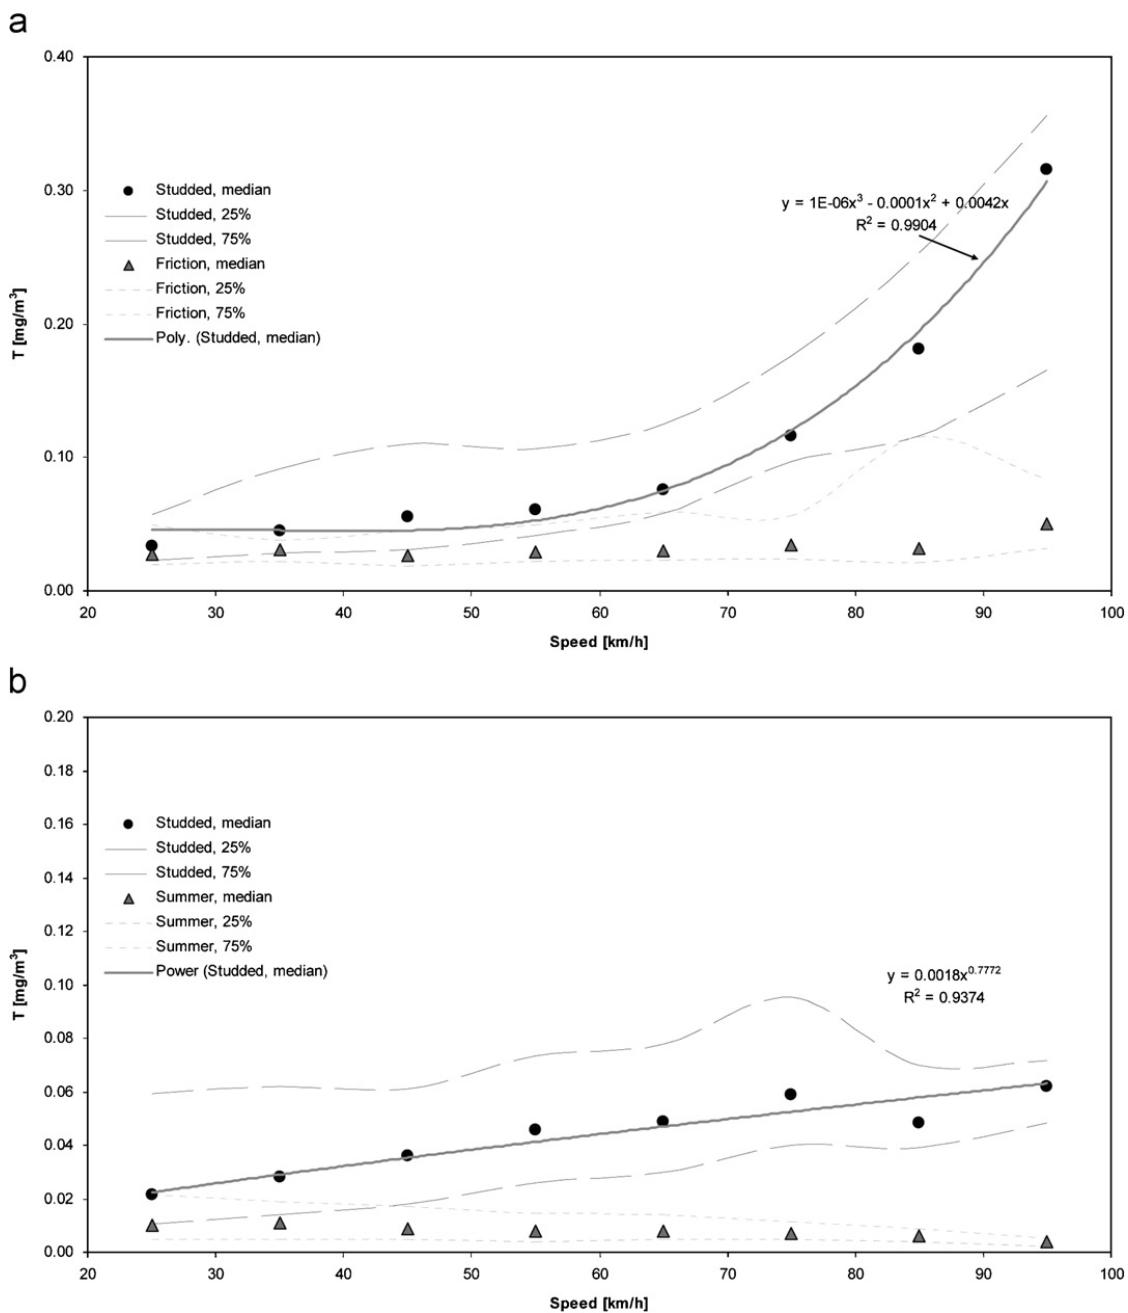 a
0.40
0.30
0.20
0.10
0.00
T [mg/m³]
Studded, median
Studded, 25%
Studded, 75%
Friction, median
Friction, 25%
Friction, 75%
Poly. (Studded, median)
y = 1E-06x³ - 0.0001x² + 0.0042x
R² = 0.9904
20 30 40 50 60 70 80 90 100
Speed [km/h]
b
0.20
0.18
0.16
0.14
0.12
0.10
0.08
0.06
0.04
0.02
0.00
T [mg/m³]
Studded, median
Studded, 25%
Studded, 75%
Summer, median
Summer, 25%
Summer, 75%
Power (Studded, median)
y = 0.0018x⁰·⁷⁷⁷²
R² = 0.9374
20 30 40 50 60 70 80 90 100
Speed [km/h]